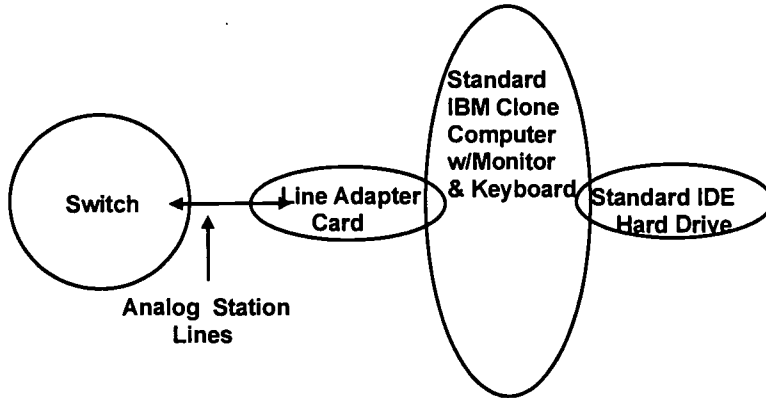 Switch
Analog Station
Lines
Line Adapter
Card
Standard
IBM Clone
Computer
w/Monitor
& Keyboard
Standard IDE
Hard Drive